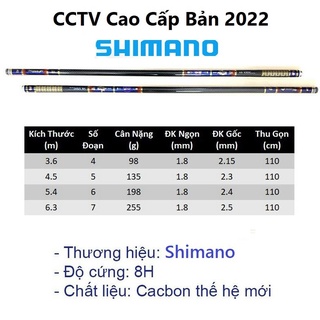 CCTV Cao Cấp Bản 2022
SHIMANO
Kích Thước (m) Số Đoạn Cân Nặng (g) ĐK Ngọn (mm) ĐK Gốc (mm) Thu Gọn (cm)
3.6 4 98 1.8 2.15 110
4.5 5 135 1.8 2.3 110
5.4 6 198 1.8 2.4 110
6.3 7 255 1.8 2.5 110
- Thương hiệu: Shimano
- Độ cứng: 8H
- Chất liệu: Cacbon thế hệ mới